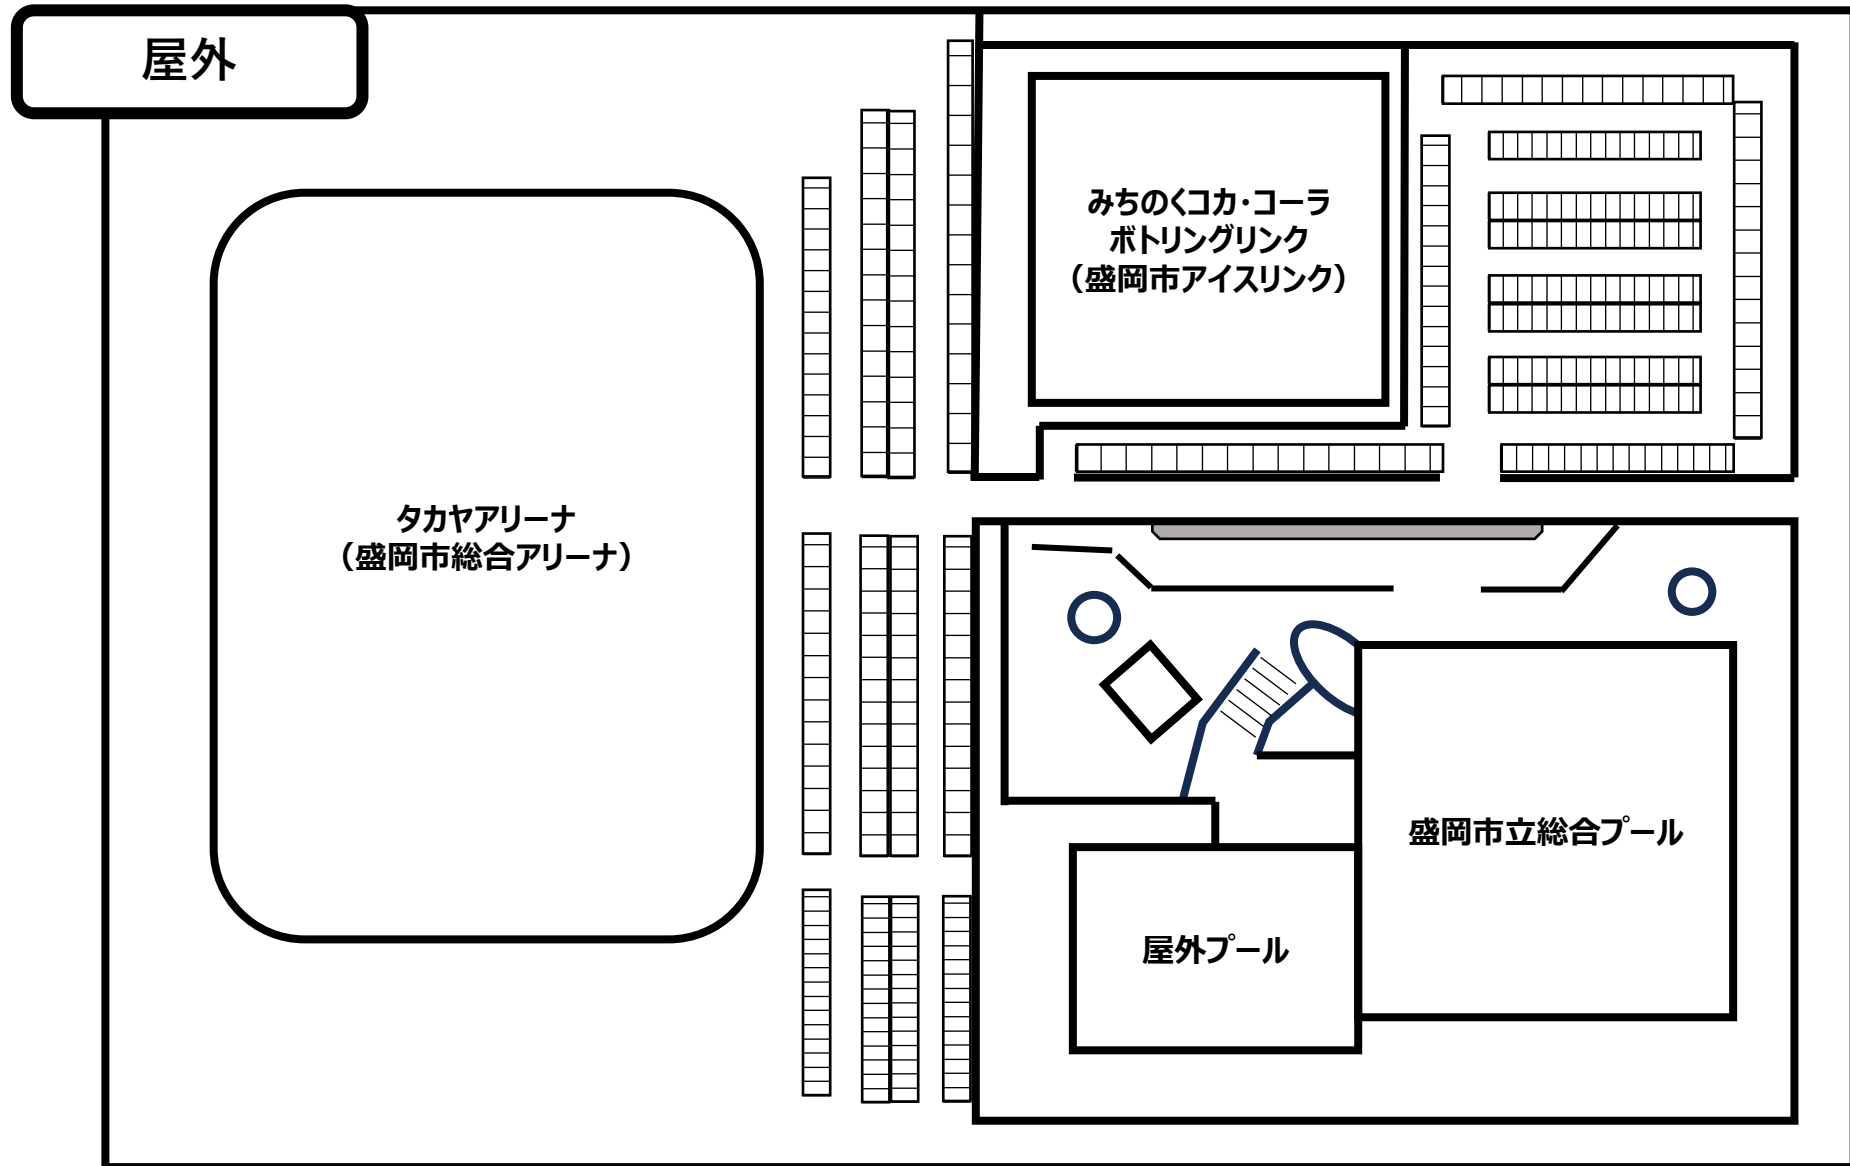 屋外
みちのくコカ・コーラ
ボトリングリンク
（盛岡市アイスリンク）
タカヤアリーナ
（盛岡市総合アリーナ）
盛岡市立総合プール
屋外プール